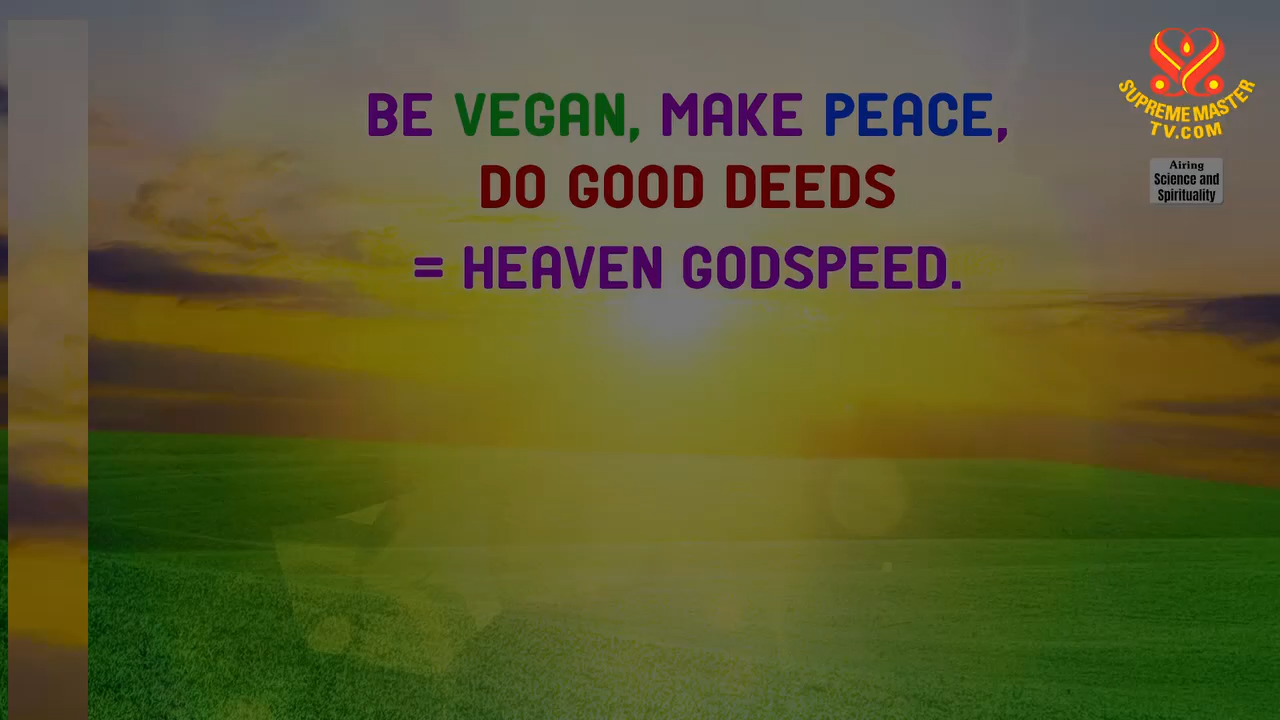 BE VEGAN, MAKE PEACE,
DO GOOD DEEDS
= HEAVEN GODSPEED.
SUPREME MASTER
TV.COM
Airing
Science and
Spirituality